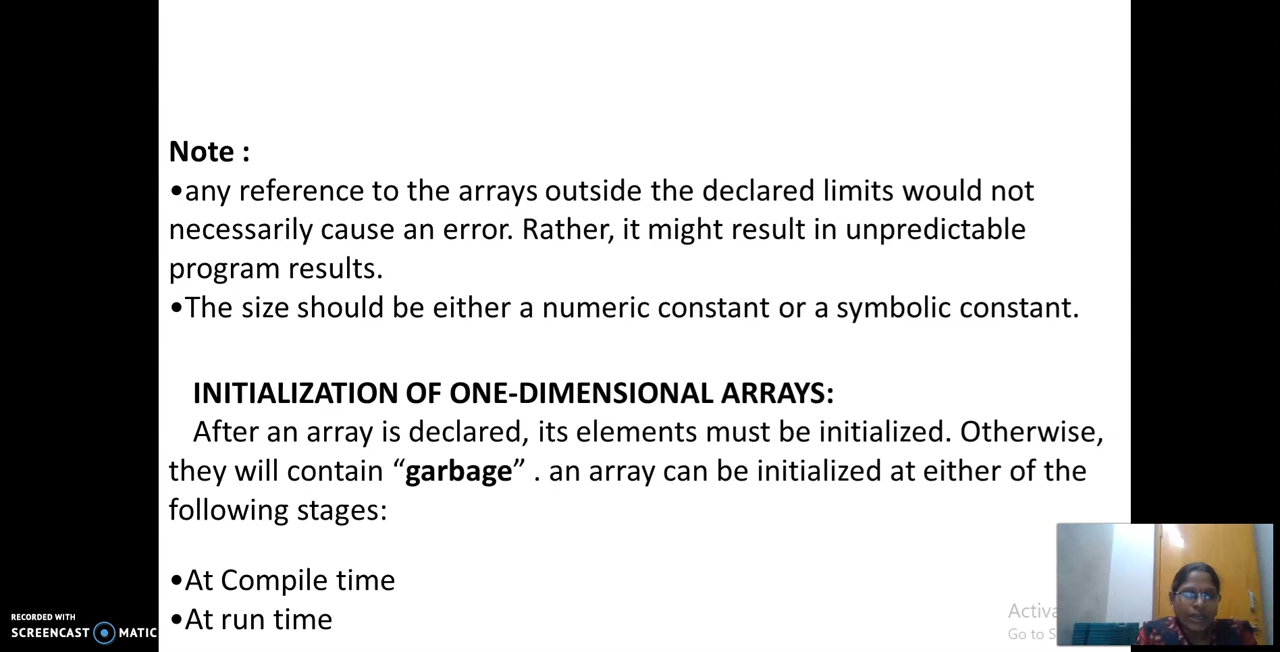 Note :
•any reference to the arrays outside the declared limits would not
necessarily cause an error. Rather, it might result in unpredictable
program results.
•The size should be either a numeric constant or a symbolic constant.
INITIALIZATION OF ONE-DIMENSIONAL ARRAYS:
After an array is declared, its elements must be initialized. Otherwise,
they will contain “garbage” . an array can be initialized at either of the
following stages:
•At Compile time
•At run time
RECORDED WITH
SCREENCAST MATIC
Activa
Go to S